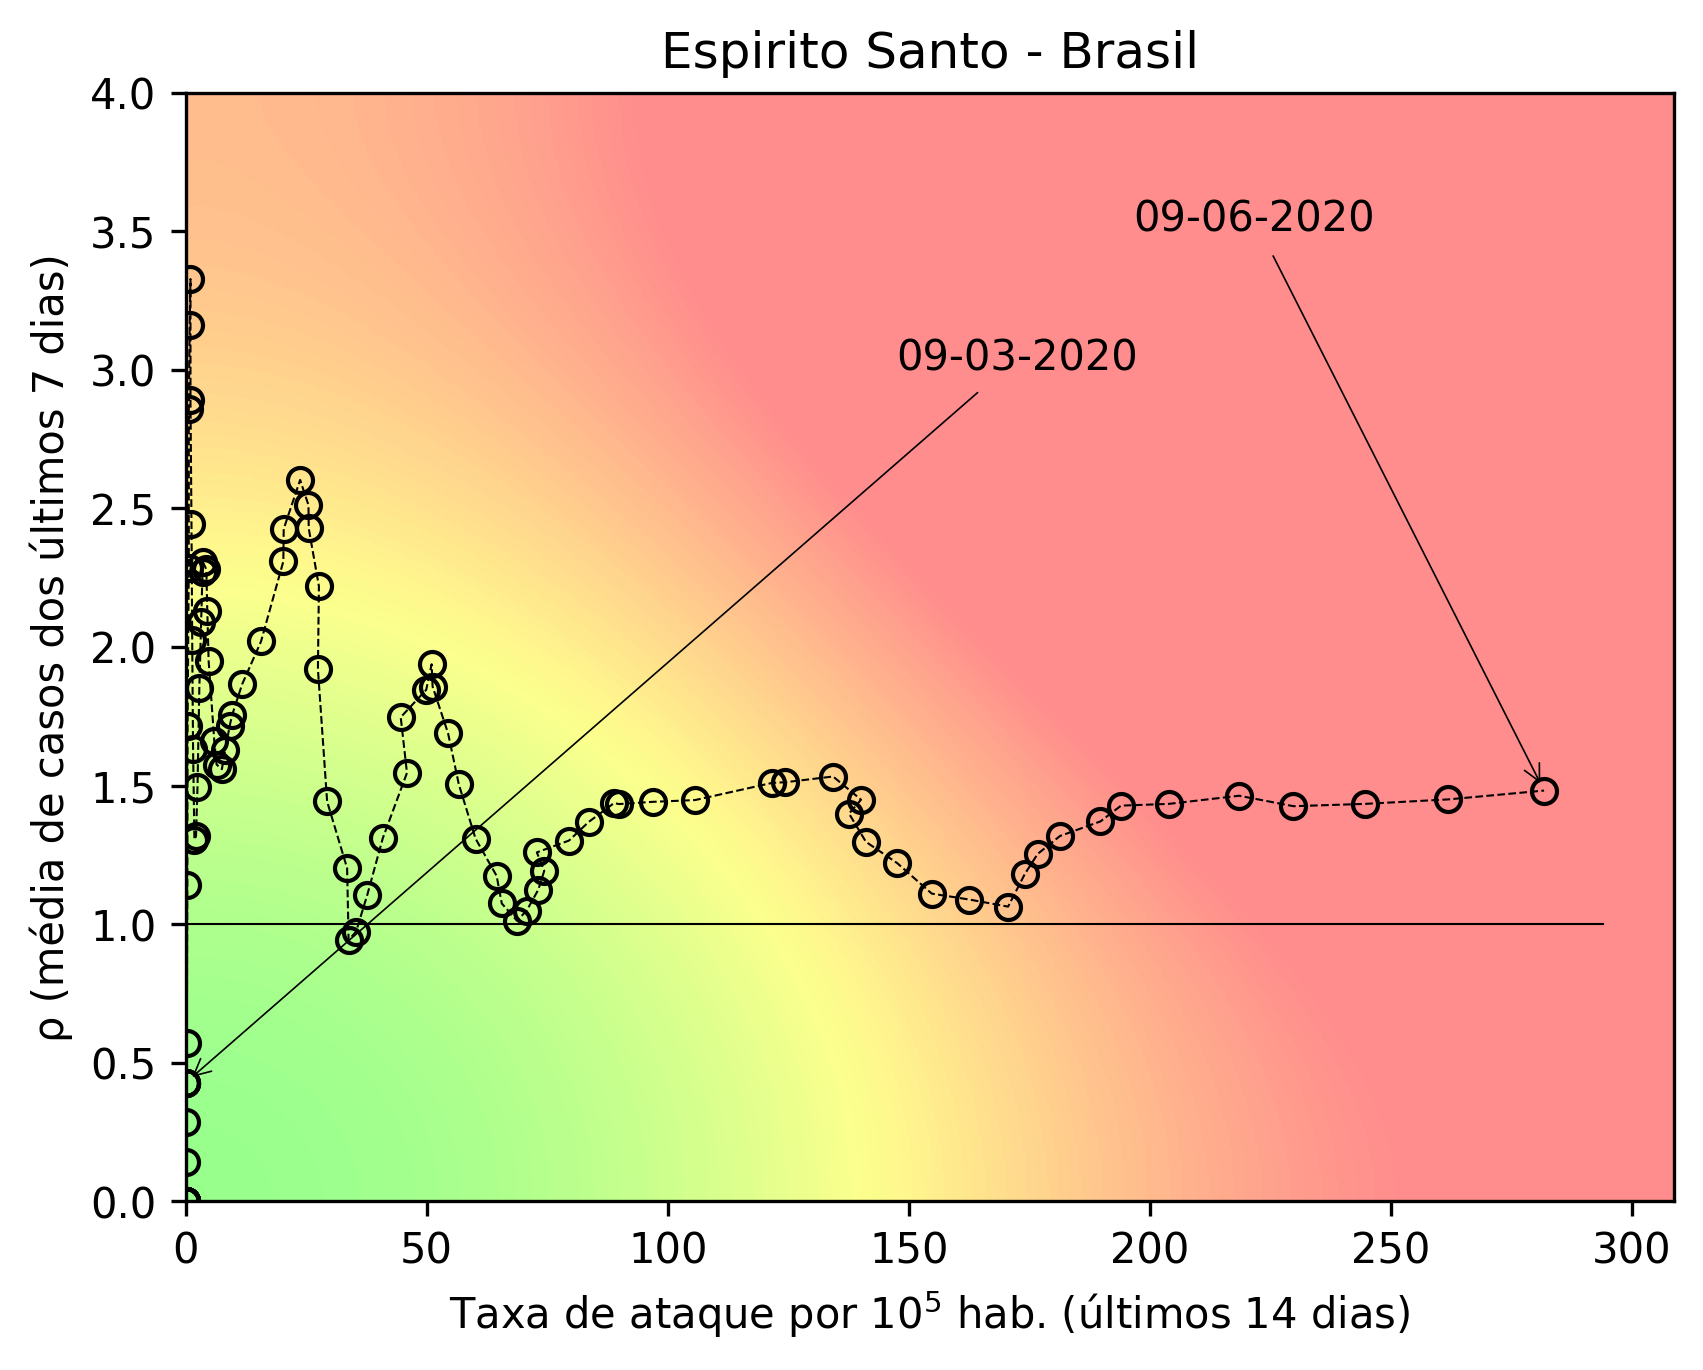 Espirito Santo - Brasil
4.0
3.5
3.0
2.5
2.0
1.5
1.0
0.5
0.0
ρ (média de casos dos últimos 7 dias)
09-06-2020
09-03-2020
0 50 100 150 200 250 300
Taxa de ataque por 10⁵ hab. (últimos 14 dias)